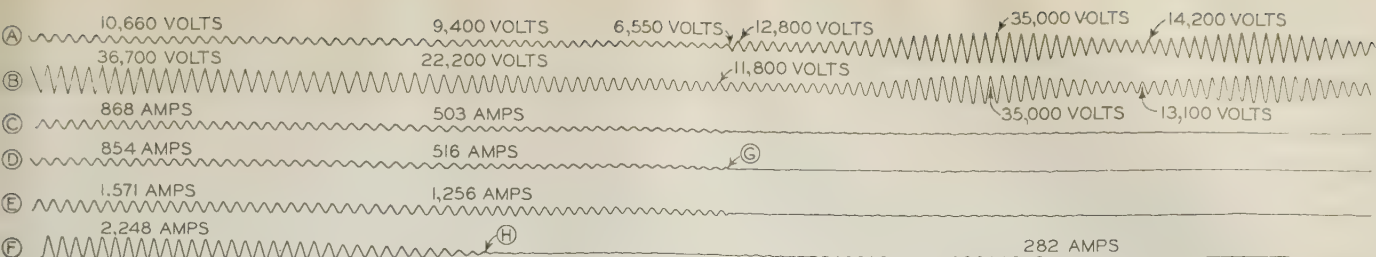 A 10,660 VOLTS 9,400 VOLTS 6,550 VOLTS 12,800 VOLTS 35,000 VOLTS 14,200 VOLTS
B 36,700 VOLTS 22,200 VOLTS 11,800 VOLTS 35,000 VOLTS 13,100 VOLTS
C 868 AMPS 503 AMPS
D 854 AMPS 516 AMPS G
E 1.571 AMPS 1,256 AMPS
F 2,248 AMPS H 282 AMPS